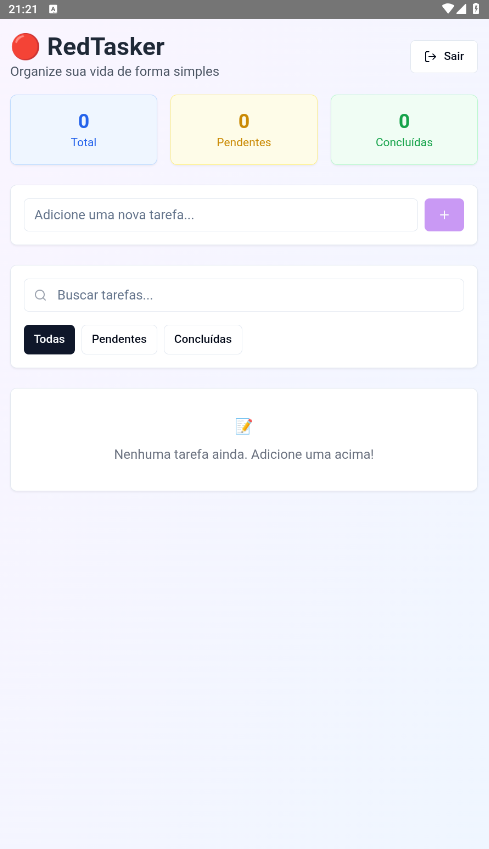 21:21
RedTasker
Organize sua vida de forma simples
Sair
0
Total
0
Pendentes
0
Concluídas
Adicione uma nova tarefa...
Buscar tarefas...
Todas
Pendentes
Concluídas
Nenhuma tarefa ainda. Adicione uma acima!